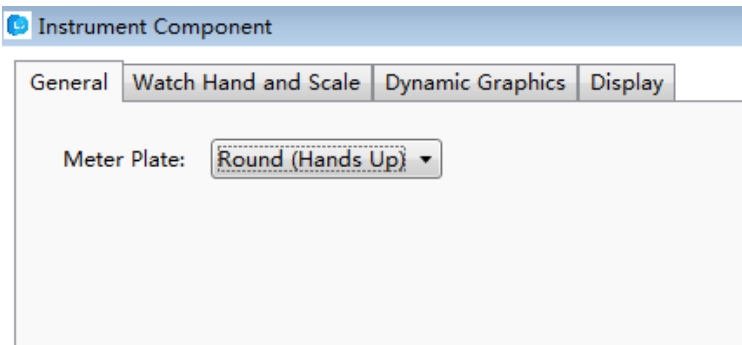 Instrument Component
General Watch Hand and Scale Dynamic Graphics Display
Meter Plate: Round (Hands Up)